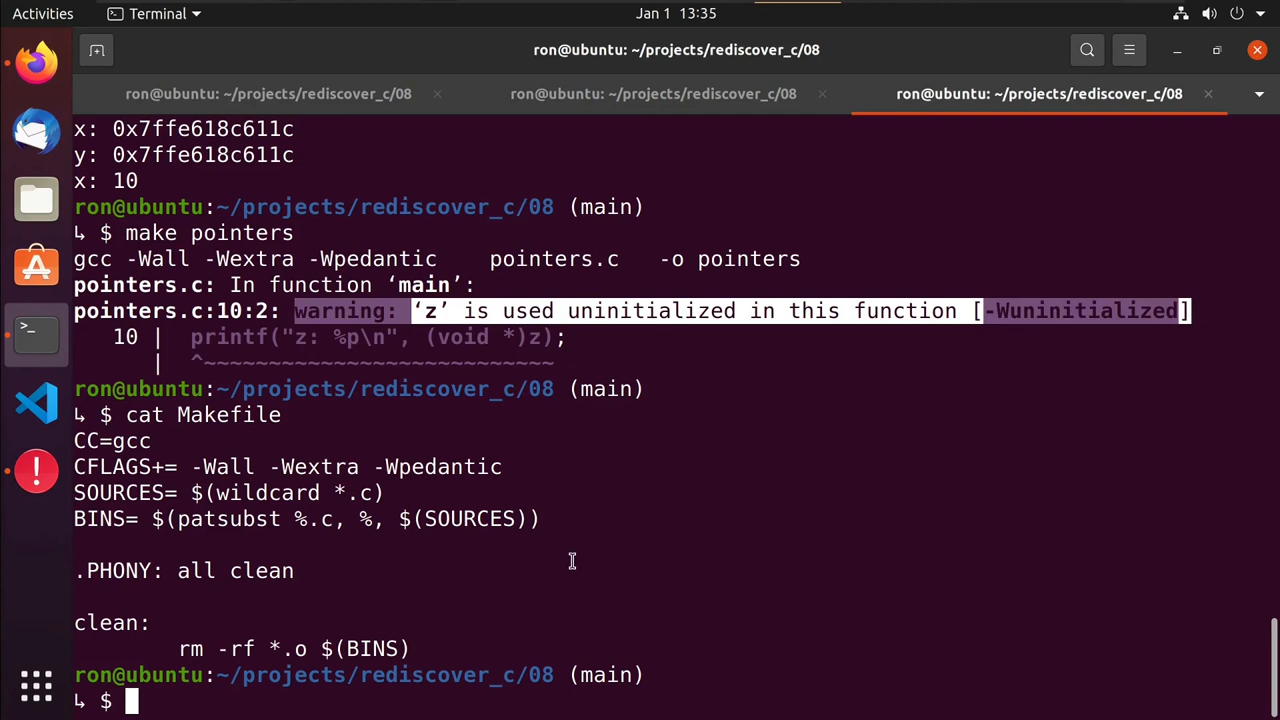 Activities
Terminal
Jan 1 13:35
ron@ubuntu: ~/projects/rediscover_c/08
ron@ubuntu: ~/projects/rediscover_c/08
ron@ubuntu: ~/projects/rediscover_c/08
ron@ubuntu: ~/projects/rediscover_c/08
x: 0x7ffe618c611c
y: 0x7ffe618c611c
x: 10
ron@ubuntu:~/projects/rediscover_c/08 (main)
↳ $ make pointers
gcc -Wall -Wextra -Wpedantic    pointers.c   -o pointers
pointers.c: In function ‘main’:
pointers.c:10:2: warning: ‘z’ is used uninitialized in this function [-Wuninitialized]
   10 |  printf("z: %p\n", (void *)z);
      |  ^~~~~~~~~~~~~~~~~~~~~~~~~~~~
ron@ubuntu:~/projects/rediscover_c/08 (main)
↳ $ cat Makefile
CC=gcc
CFLAGS+= -Wall -Wextra -Wpedantic
SOURCES= $(wildcard *.c)
BINS= $(patsubst %.c, %, $(SOURCES))
.PHONY: all clean
clean:
        rm -rf *.o $(BINS)
ron@ubuntu:~/projects/rediscover_c/08 (main)
↳ $